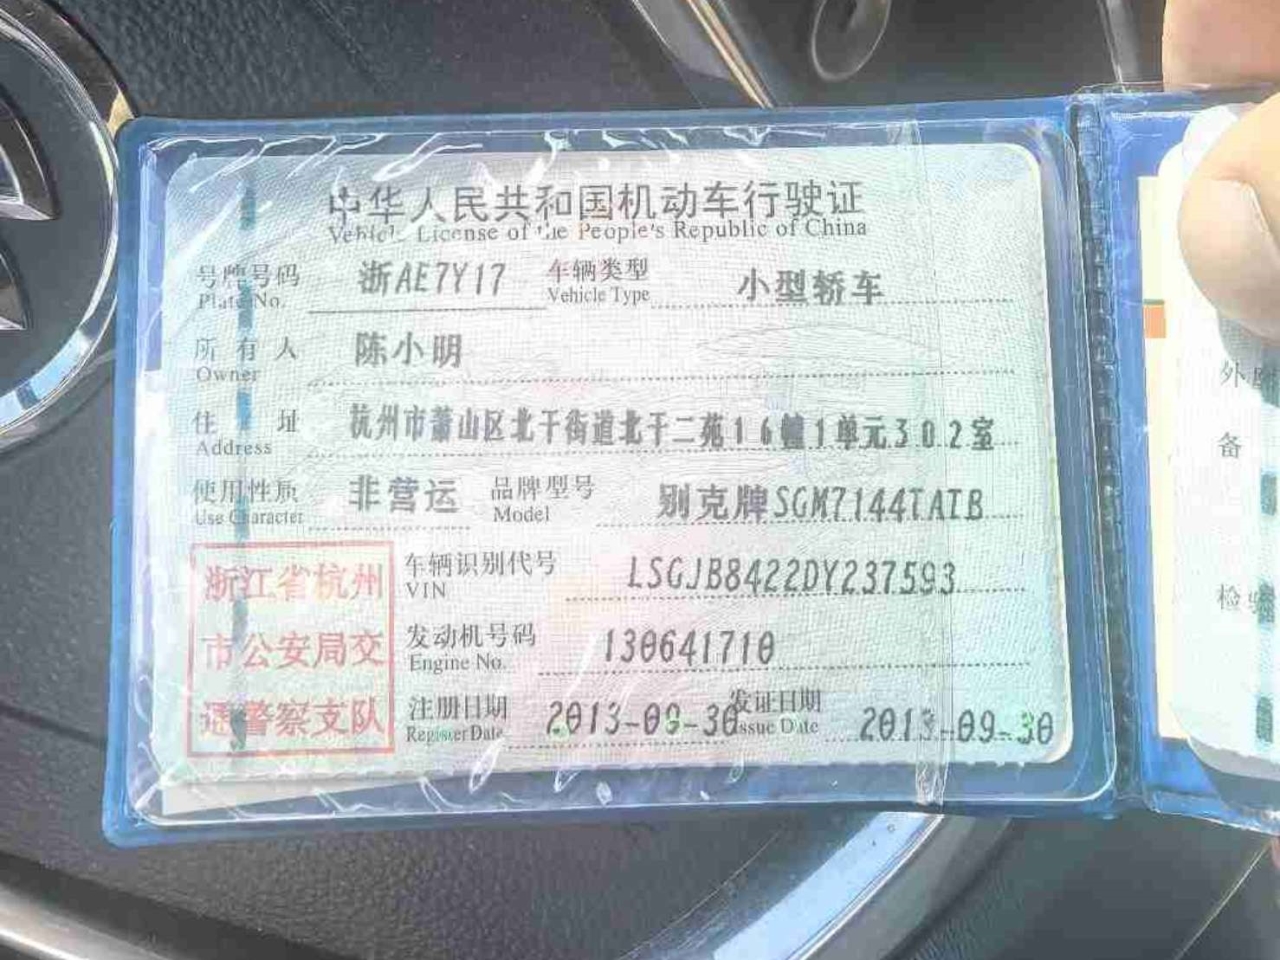 中华人民共和国机动车行驶证
Vehicle License of the People's Republic of China
号牌号码 浙AE7Y17 车辆类型 小型轿车
Plate No. Vehicle Type
所有人 陈小明
Owner
住址 杭州市萧山区北干街道北干二苑16幢1单元302室
Address
使用性质 非营运 品牌型号 别克牌SGM7144TATB
Use Character Model
浙江省杭州
市公安局交
通警察支队
车辆识别代号 LSGJB8422DY237593
VIN
发动机号码 130641710
Engine No.
注册日期 2013-09-30 发证日期 2013-09-30
Register Date Issue Date
外
备
检验